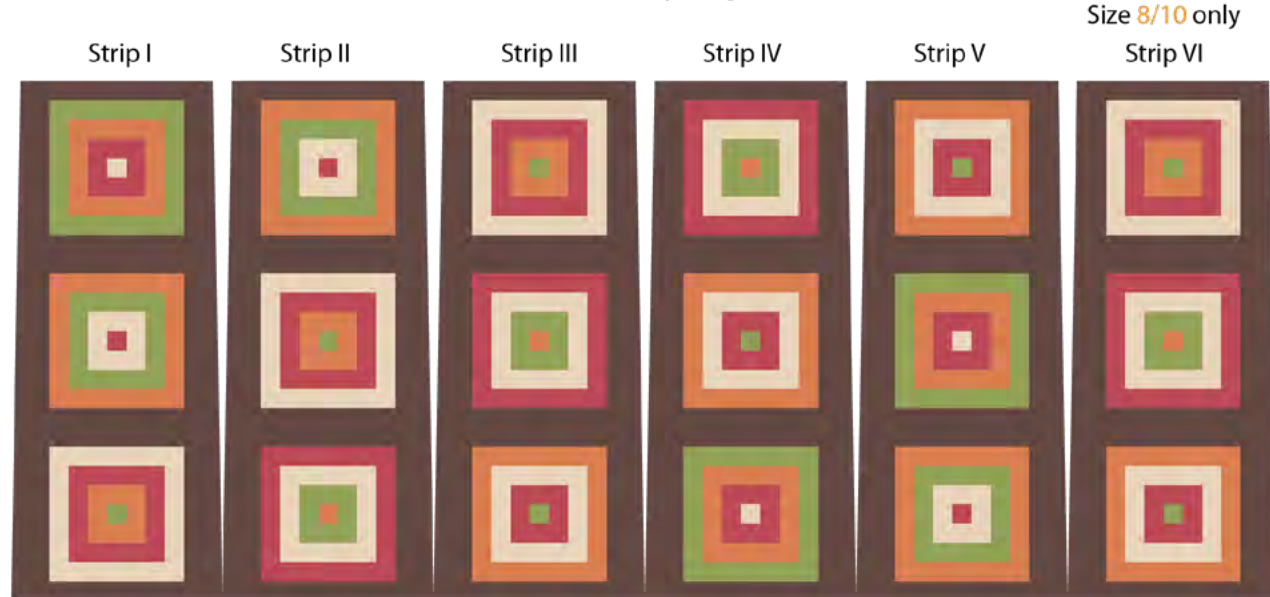 Size 8/10 only
Strip I
Strip II
Strip III
Strip IV
Strip V
Strip VI